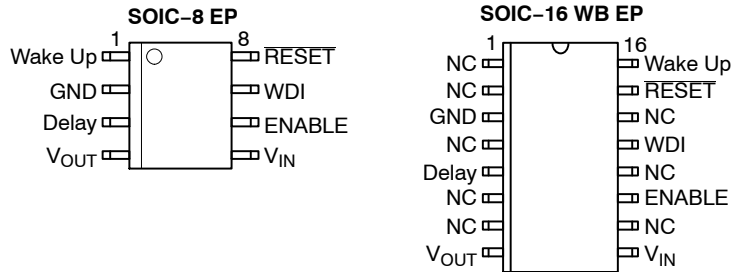 SOIC–8 EP
1 8
Wake Up RESET
GND WDI
Delay ENABLE
VOUT VIN
SOIC–16 WB EP
1 16
NC Wake Up
NC RESET
GND NC
NC WDI
Delay NC
NC ENABLE
NC NC
VOUT VIN